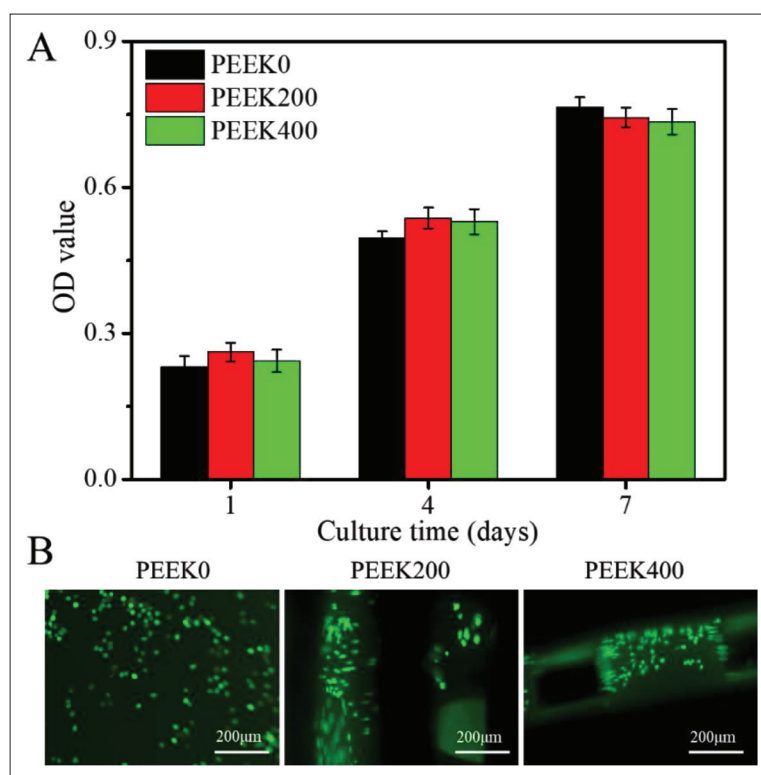 A
0.9
PEEK0
PEEK200
PEEK400
0.6
OD value
0.3
0.0
1 4 7
Culture time (days)
B
PEEK0 PEEK200 PEEK400
200μm 200μm 200μm